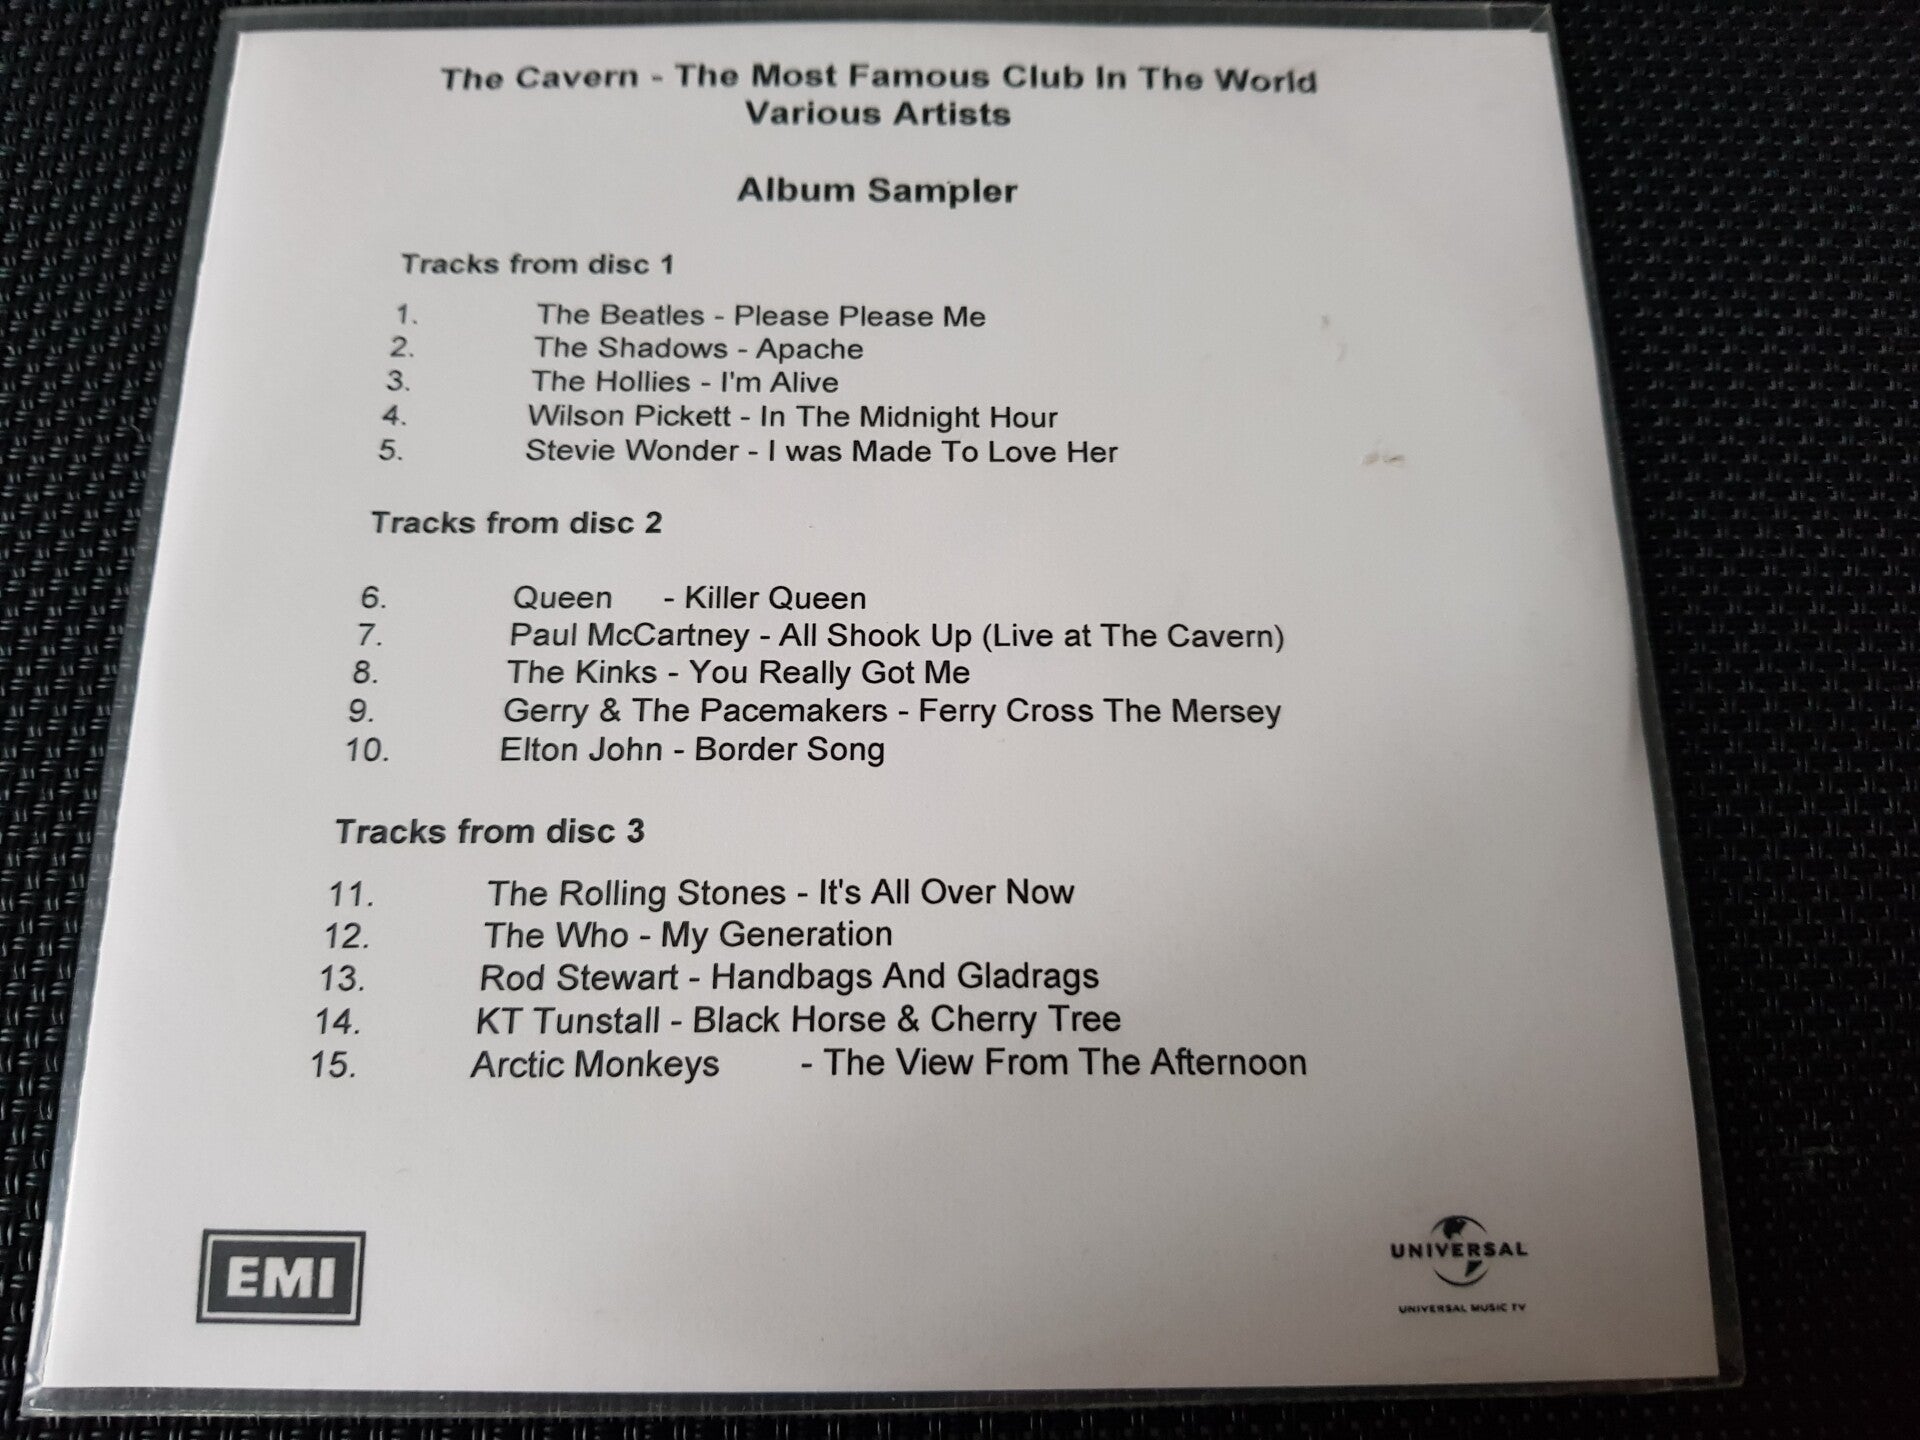 The Cavern - The Most Famous Club In The World
Various Artists
Album Sampler
Tracks from disc 1
1. The Beatles - Please Please Me
2. The Shadows - Apache
3. The Hollies - I'm Alive
4. Wilson Pickett - In The Midnight Hour
5. Stevie Wonder - I was Made To Love Her
Tracks from disc 2
6. Queen - Killer Queen
7. Paul McCartney - All Shook Up (Live at The Cavern)
8. The Kinks - You Really Got Me
9. Gerry & The Pacemakers - Ferry Cross The Mersey
10. Elton John - Border Song
Tracks from disc 3
11. The Rolling Stones - It's All Over Now
12. The Who - My Generation
13. Rod Stewart - Handbags And Gladrags
14. KT Tunstall - Black Horse & Cherry Tree
15. Arctic Monkeys - The View From The Afternoon
EMI
UNIVERSAL
UNIVERSAL MUSIC TV